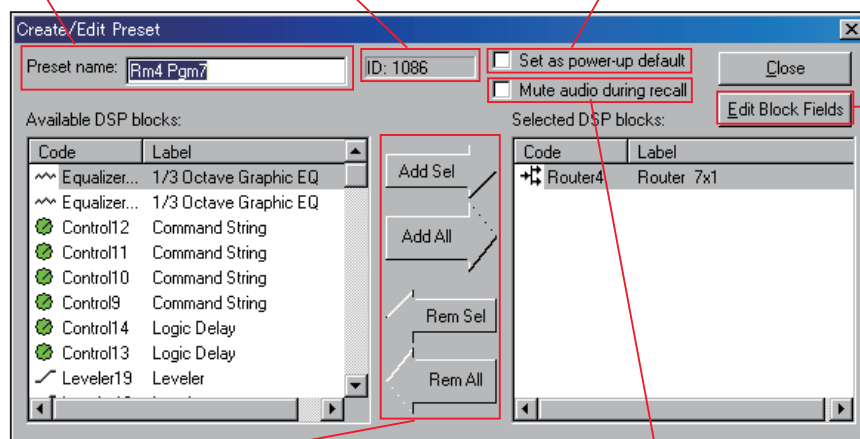 Create/Edit Preset
Preset name: Rm4 Pgm7
ID: 1086
Set as power-up default
Close
Mute audio during recall
Edit Block Fields
Available DSP blocks:
Selected DSP blocks:
Code Label
Code Label
Equalizer... 1/3 Octave Graphic EQ
Add Sel
Router4 Router 7x1
Equalizer... 1/3 Octave Graphic EQ
Control12 Command String
Add All
Control11 Command String
Control10 Command String
Control9 Command String
Rem Sel
Control14 Logic Delay
Control13 Logic Delay
Rem All
Leveler19 Leveler